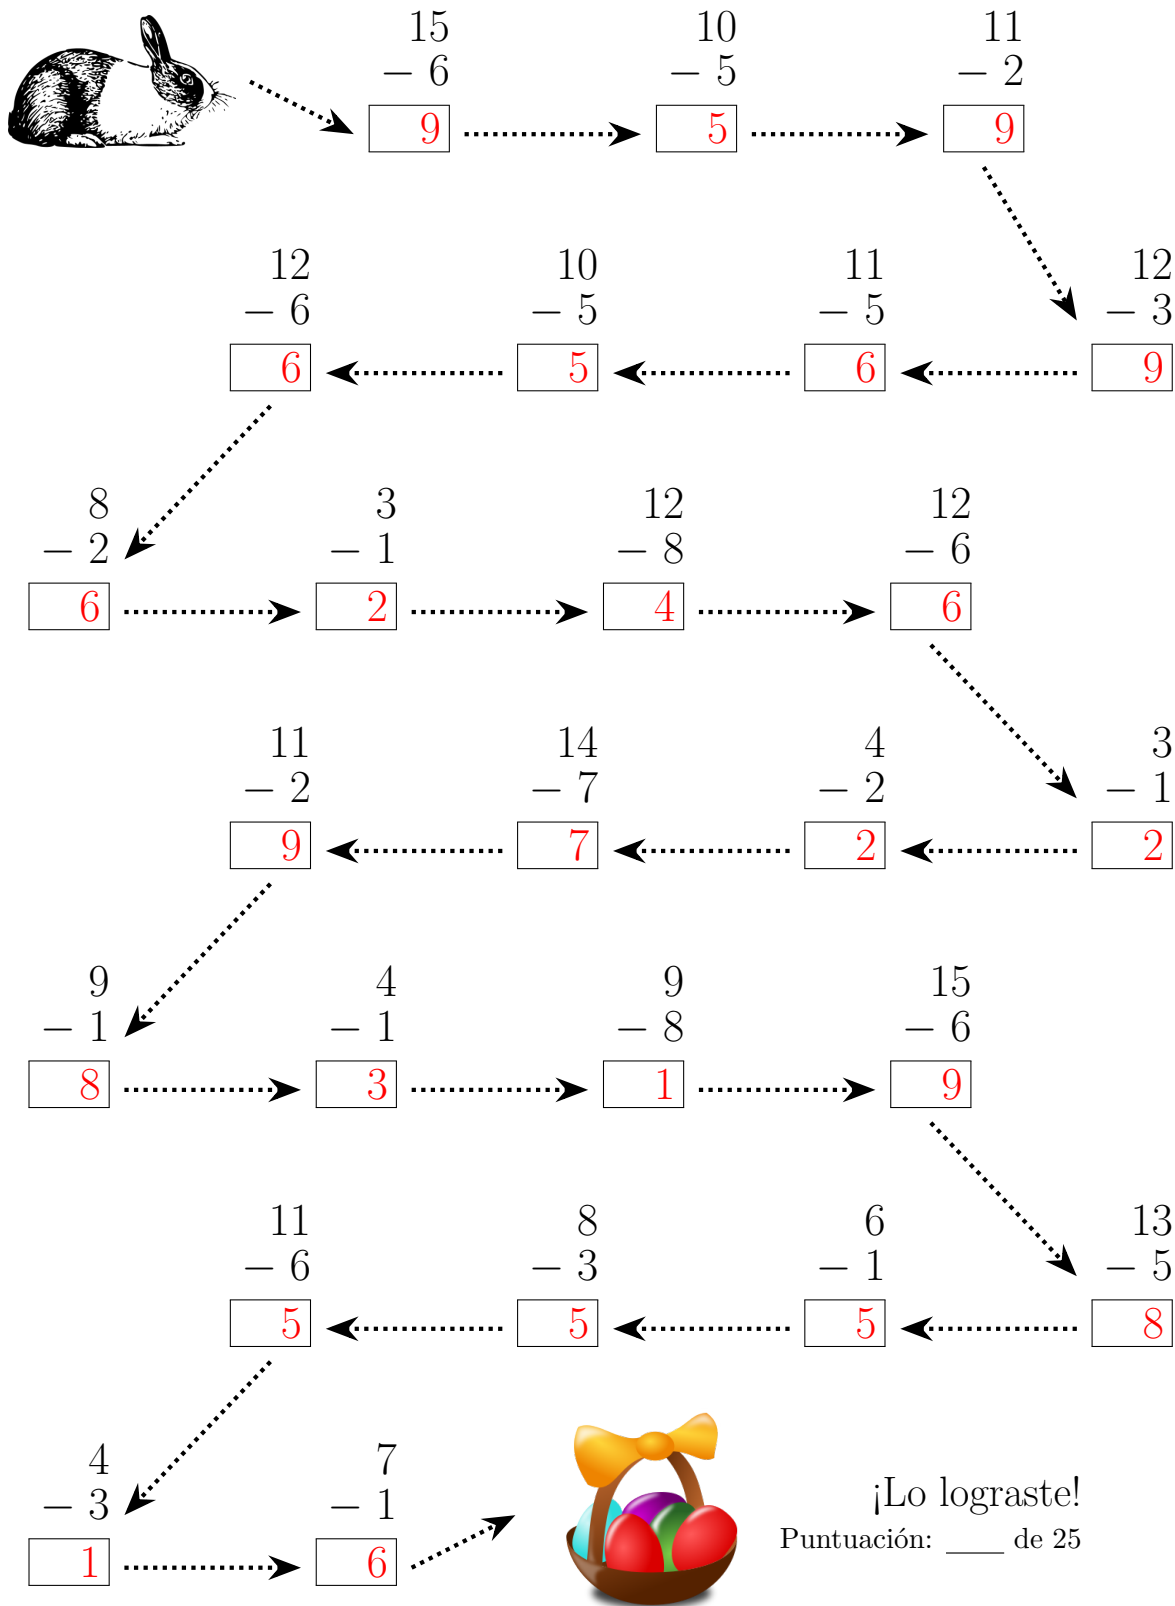 15 10 11
− 6 − 5 − 2
9 5 9
12 10 11 12
− 6 − 5 − 5 − 3
6 5 6 9
8 3 12 12
− 2 − 1 − 8 − 6
6 2 4 6
11 14 4 3
− 2 − 7 − 2 − 1
9 7 2 2
9 4 9 15
− 1 − 1 − 8 − 6
8 3 1 9
11 8 6 13
− 6 − 3 − 1 − 5
5 5 5 8
4 7
− 3 − 1
1 6
¡Lo lograste!
Puntuación: ____ de 25